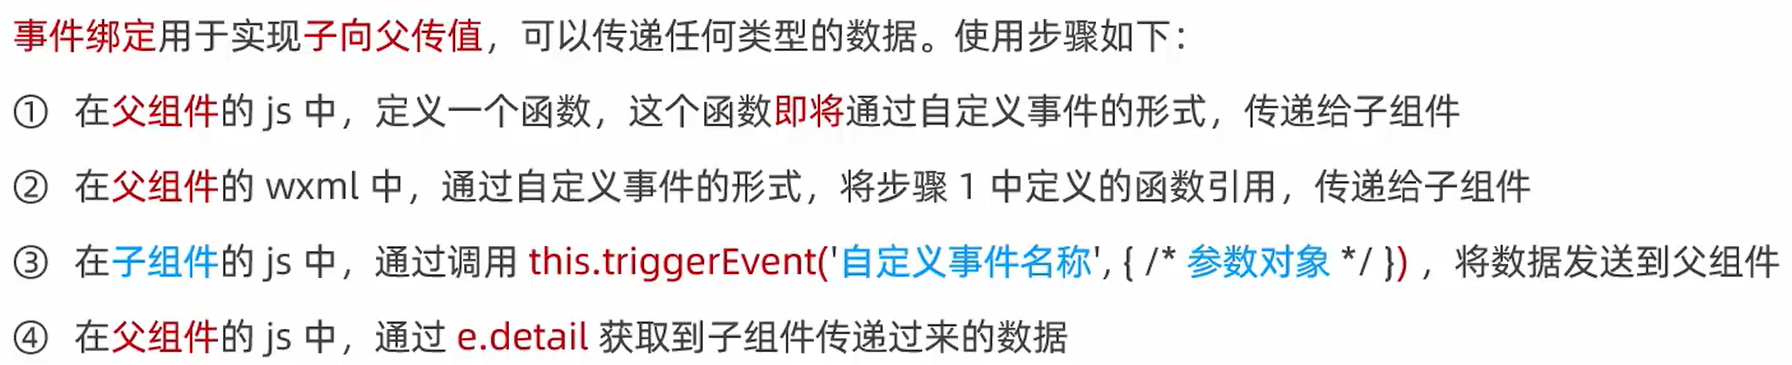 事件绑定用于实现子向父传值，可以传递任何类型的数据。使用步骤如下：
① 在父组件的 js 中，定义一个函数，这个函数即将通过自定义事件的形式，传递给子组件
② 在父组件的 wxml 中，通过自定义事件的形式，将步骤 1 中定义的函数引用，传递给子组件
③ 在子组件的 js 中，通过调用 this.triggerEvent('自定义事件名称', { /* 参数对象 */ }) ，将数据发送到父组件
④ 在父组件的 js 中，通过 e.detail 获取到子组件传递过来的数据